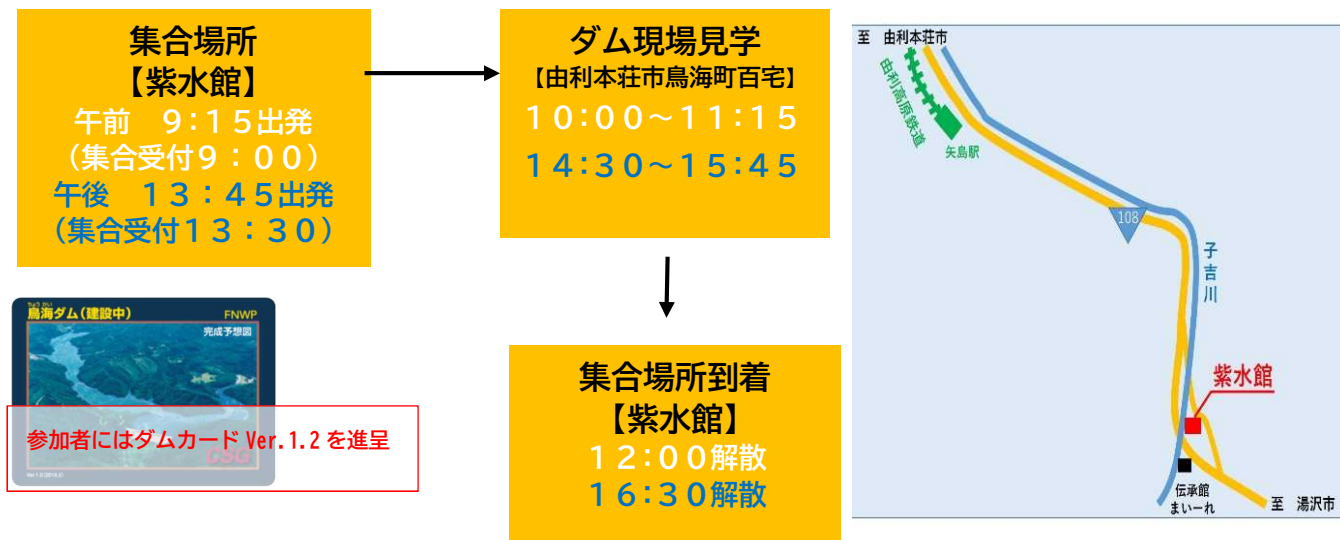 集合場所
【紫水館】
午前　９:１５出発
（集合受付９：００）
午後　１３：４５出発
（集合受付１３：３０）
ダム現場見学
【由利本荘市鳥海町百宅】
１０:００～１１:１５
１４:３０～１５:４５
集合場所到着
【紫水館】
１２:００解散
１６:３０解散
ちょうかい
鳥海ダム(建設中)
FNWP
完成予想図
参加者にはダムカード Ver.1.2 を進呈
CSG
至　由利本荘市
由利高原鉄道
矢島駅
108
子吉川
紫水館
伝承館
まいーれ
至　湯沢市